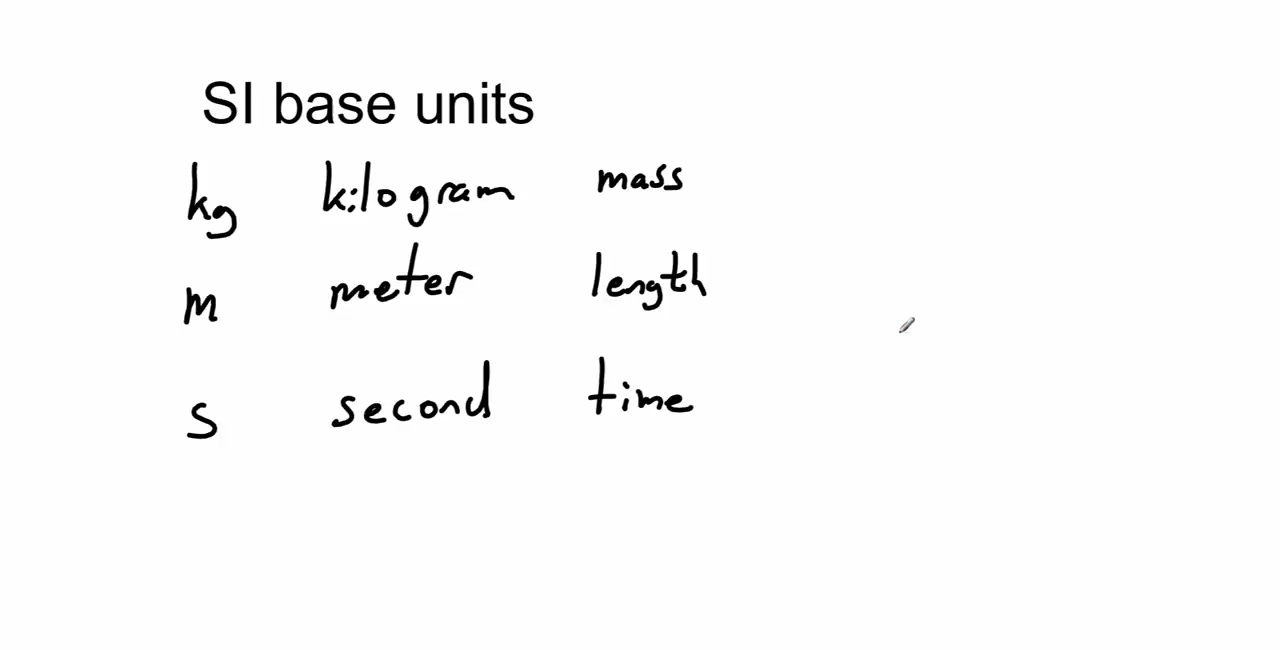 SI base units
kg kilogram mass
m meter length
s second time